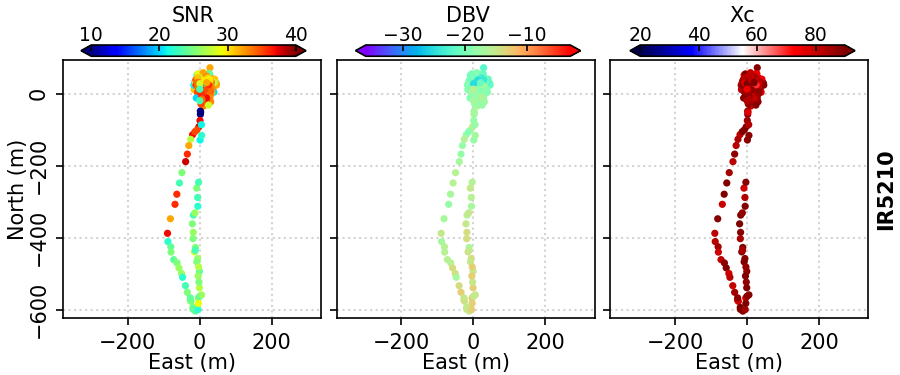 SNR DBV Xc
10 20 30 40 −30 −20 −10 20 40 60 80
North (m)
0
−200
−400
−600
IR5210
−200 0 200 −200 0 200 −200 0 200
East (m) East (m) East (m)